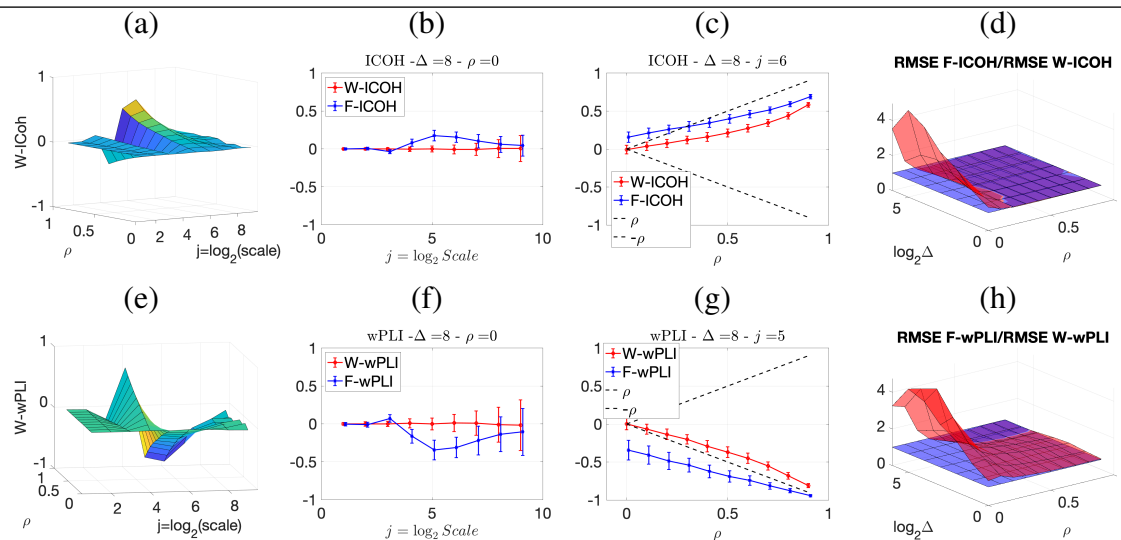 (a)
(b)
(c)
(d)
W-ICoh
1
0
-1
1
0.5
0
ρ
2
4
6
8
j=log2(scale)
ICOH -Δ =8 - ρ =0
W-ICOH
F-ICOH
1
0.5
0
-0.5
-1
0
5
10
j = log2 Scale
ICOH - Δ =8 - j =6
1
0.5
0
-0.5
-1
W-ICOH
F-ICOH
ρ
-ρ
0
0.5
1
ρ
RMSE F-ICOH/RMSE W-ICOH
4
2
0
5
0
log2Δ
0
0.5
1
ρ
(e)
(f)
(g)
(h)
W-wPLI
1
0
-1
1
0.5
0
ρ
2
4
6
8
j=log2(scale)
wPLI -Δ =8 - ρ =0
W-wPLI
F-wPLI
1
0.5
0
-0.5
-1
0
5
10
j = log2 Scale
wPLI - Δ =8 - j =5
W-wPLI
F-wPLI
ρ
-ρ
1
0.5
0
-0.5
-1
0
0.5
1
ρ
RMSE F-wPLI/RMSE W-wPLI
4
2
0
5
0
log2Δ
0
0.5
1
ρ